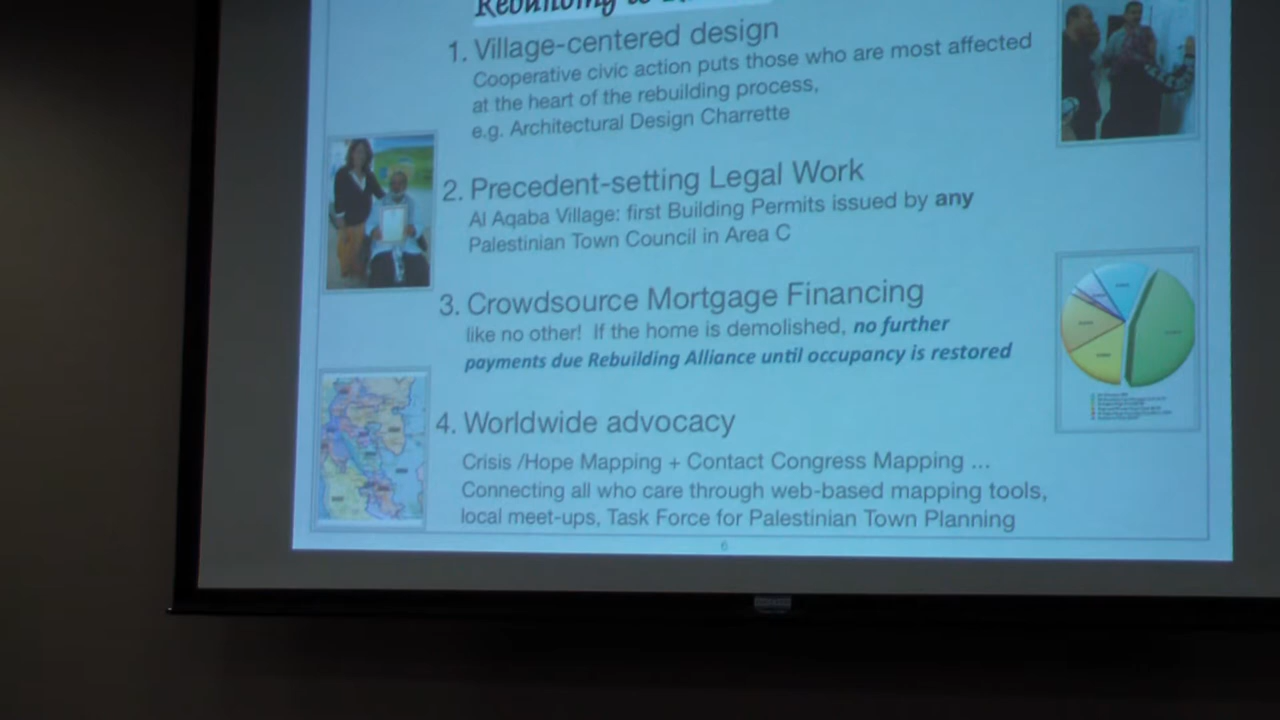 Rebuilding to
1. Village-centered design
Cooperative civic action puts those who are most affected
at the heart of the rebuilding process,
e.g. Architectural Design Charrette
2. Precedent-setting Legal Work
Al Aqaba Village: first Building Permits issued by any
Palestinian Town Council in Area C
3. Crowdsource Mortgage Financing
like no other! If the home is demolished, no further
payments due Rebuilding Alliance until occupancy is restored
4. Worldwide advocacy
Crisis /Hope Mapping + Contact Congress Mapping ...
Connecting all who care through web-based mapping tools,
local meet-ups, Task Force for Palestinian Town Planning
6